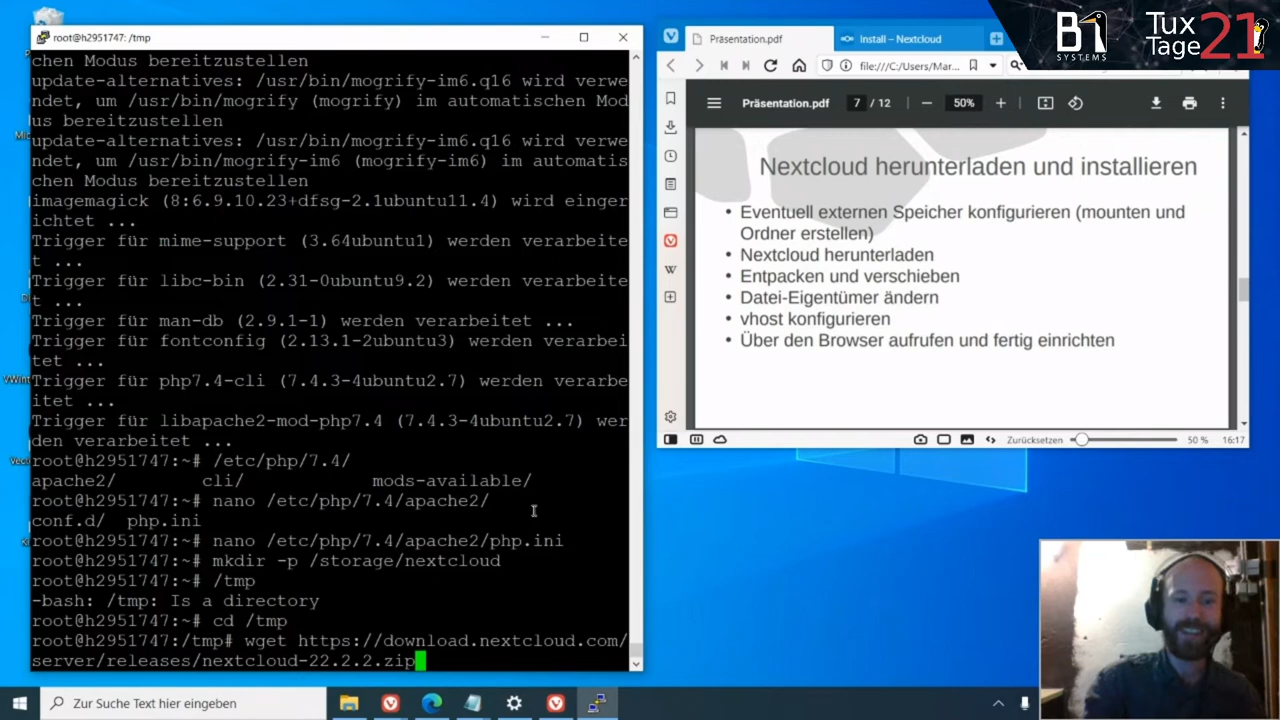 root@h2951747: /tmp
chen Modus bereitzustellen
update-alternatives: /usr/bin/mogrify-im6.q16 wird verwe
ndet, um /usr/bin/mogrify (mogrify) im automatischen Mod
us bereitzustellen
update-alternatives: /usr/bin/mogrify-im6.q16 wird verwe
ndet, um /usr/bin/mogrify-im6 (mogrify-im6) im automatis
chen Modus bereitzustellen
imagemagick (8:6.9.10.23+dfsg-2.1ubuntu11.4) wird einger
ichtet ...
Trigger für mime-support (3.64ubuntu1) werden verarbeite
t ...
Trigger für libc-bin (2.31-0ubuntu9.2) werden verarbeite
t ...
Trigger für man-db (2.9.1-1) werden verarbeitet ...
Trigger für fontconfig (2.13.1-2ubuntu3) werden verarbei
tet ...
Trigger für php7.4-cli (7.4.3-4ubuntu2.7) werden verarbe
itet ...
Trigger für libapache2-mod-php7.4 (7.4.3-4ubuntu2.7) wer
den verarbeitet ...
root@h2951747:~# /etc/php/7.4/
apache2/ cli/ mods-available/
root@h2951747:~# nano /etc/php/7.4/apache2/
conf.d/ php.ini
root@h2951747:~# nano /etc/php/7.4/apache2/php.ini
root@h2951747:~# mkdir -p /storage/nextcloud
root@h2951747:~# /tmp
-bash: /tmp: Is a directory
root@h2951747:~# cd /tmp
root@h2951747:/tmp# wget https://download.nextcloud.com/
server/releases/nextcloud-22.2.2.zip
Präsentation.pdf
Install – Nextcloud
file:///C:/Users/Mar...
Präsentation.pdf 7 / 12 50%
Nextcloud herunterladen und installieren
• Eventuell externen Speicher konfigurieren (mounten und
Ordner erstellen)
• Nextcloud herunterladen
• Entpacken und verschieben
• Datei-Eigentümer ändern
• vhost konfigurieren
• Über den Browser aufrufen und fertig einrichten
Zurücksetzen 50 % 16:17
B1
SYSTEMS
Tux
Tage
21
Zur Suche Text hier eingeben